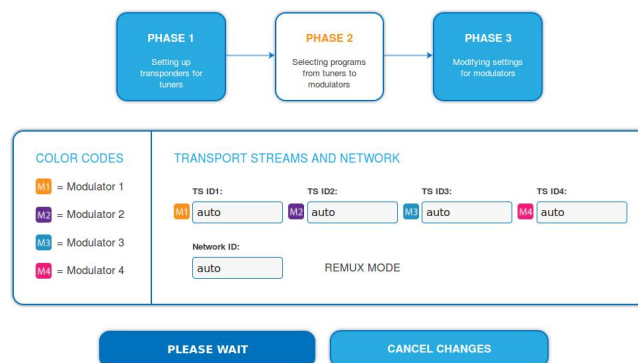 PHASE 1
Setting up
transponders for
tuners
PHASE 2
Selecting programs
from tuners to
modulators
PHASE 3
Modifying settings
for modulators
COLOR CODES
M1 = Modulator 1
M2 = Modulator 2
M3 = Modulator 3
M4 = Modulator 4
TRANSPORT STREAMS AND NETWORK
TS ID1: TS ID2: TS ID3: TS ID4:
M1 auto M2 auto M3 auto M4 auto
Network ID:
auto REMUX MODE
PLEASE WAIT CANCEL CHANGES